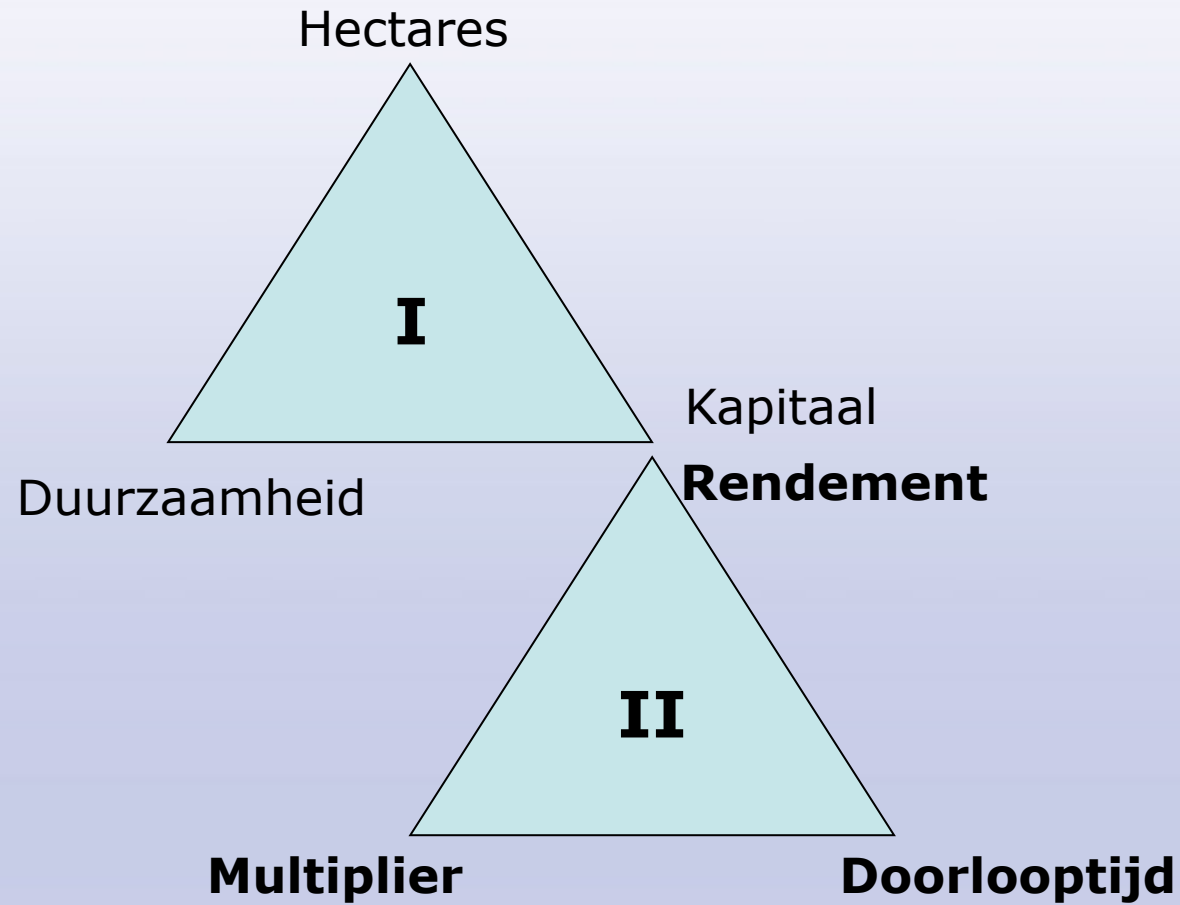 Hectares
I
Kapitaal
Duurzaamheid
Rendement
II
Multiplier
Doorlooptijd